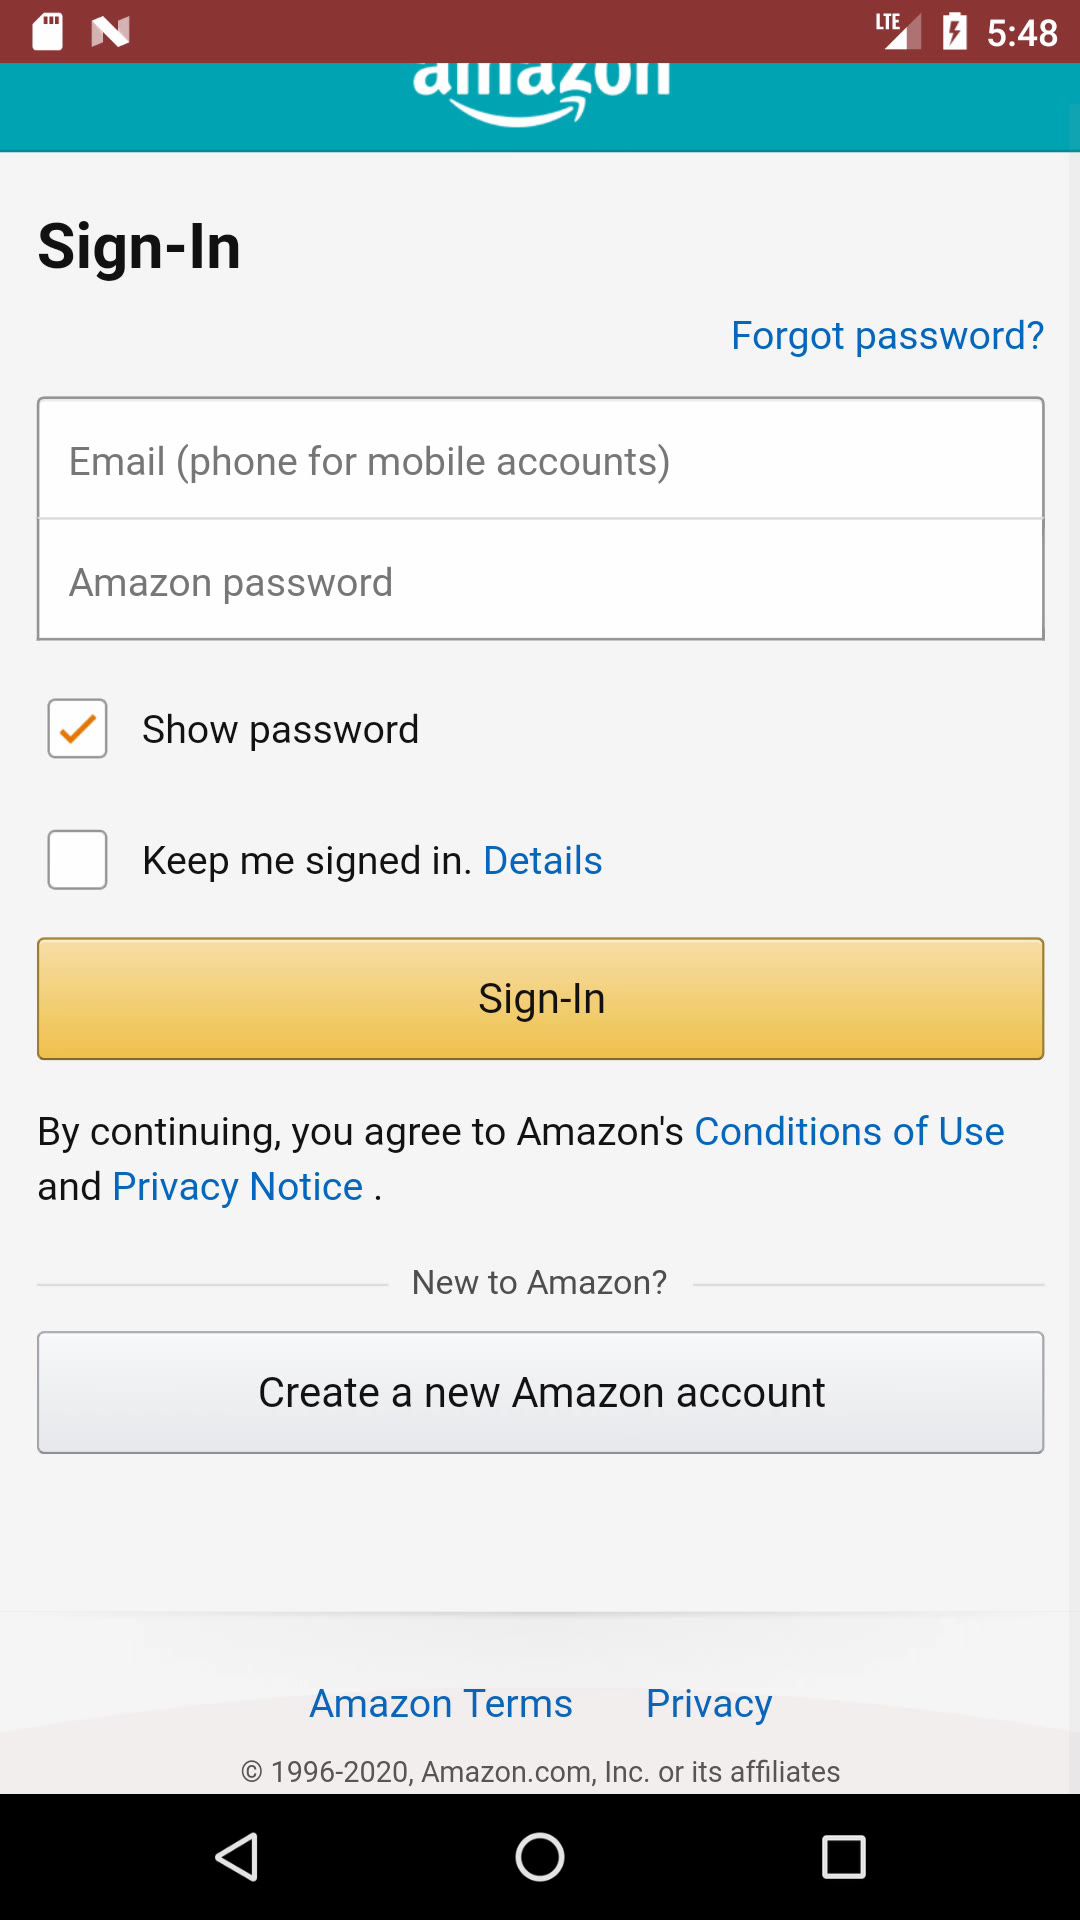 LTE 5:48
amazon
Sign-In
Forgot password?
Email (phone for mobile accounts)
Amazon password
Show password
Keep me signed in. Details
Sign-In
By continuing, you agree to Amazon's Conditions of Use
and Privacy Notice .
New to Amazon?
Create a new Amazon account
Amazon Terms Privacy
© 1996-2020, Amazon.com, Inc. or its affiliates